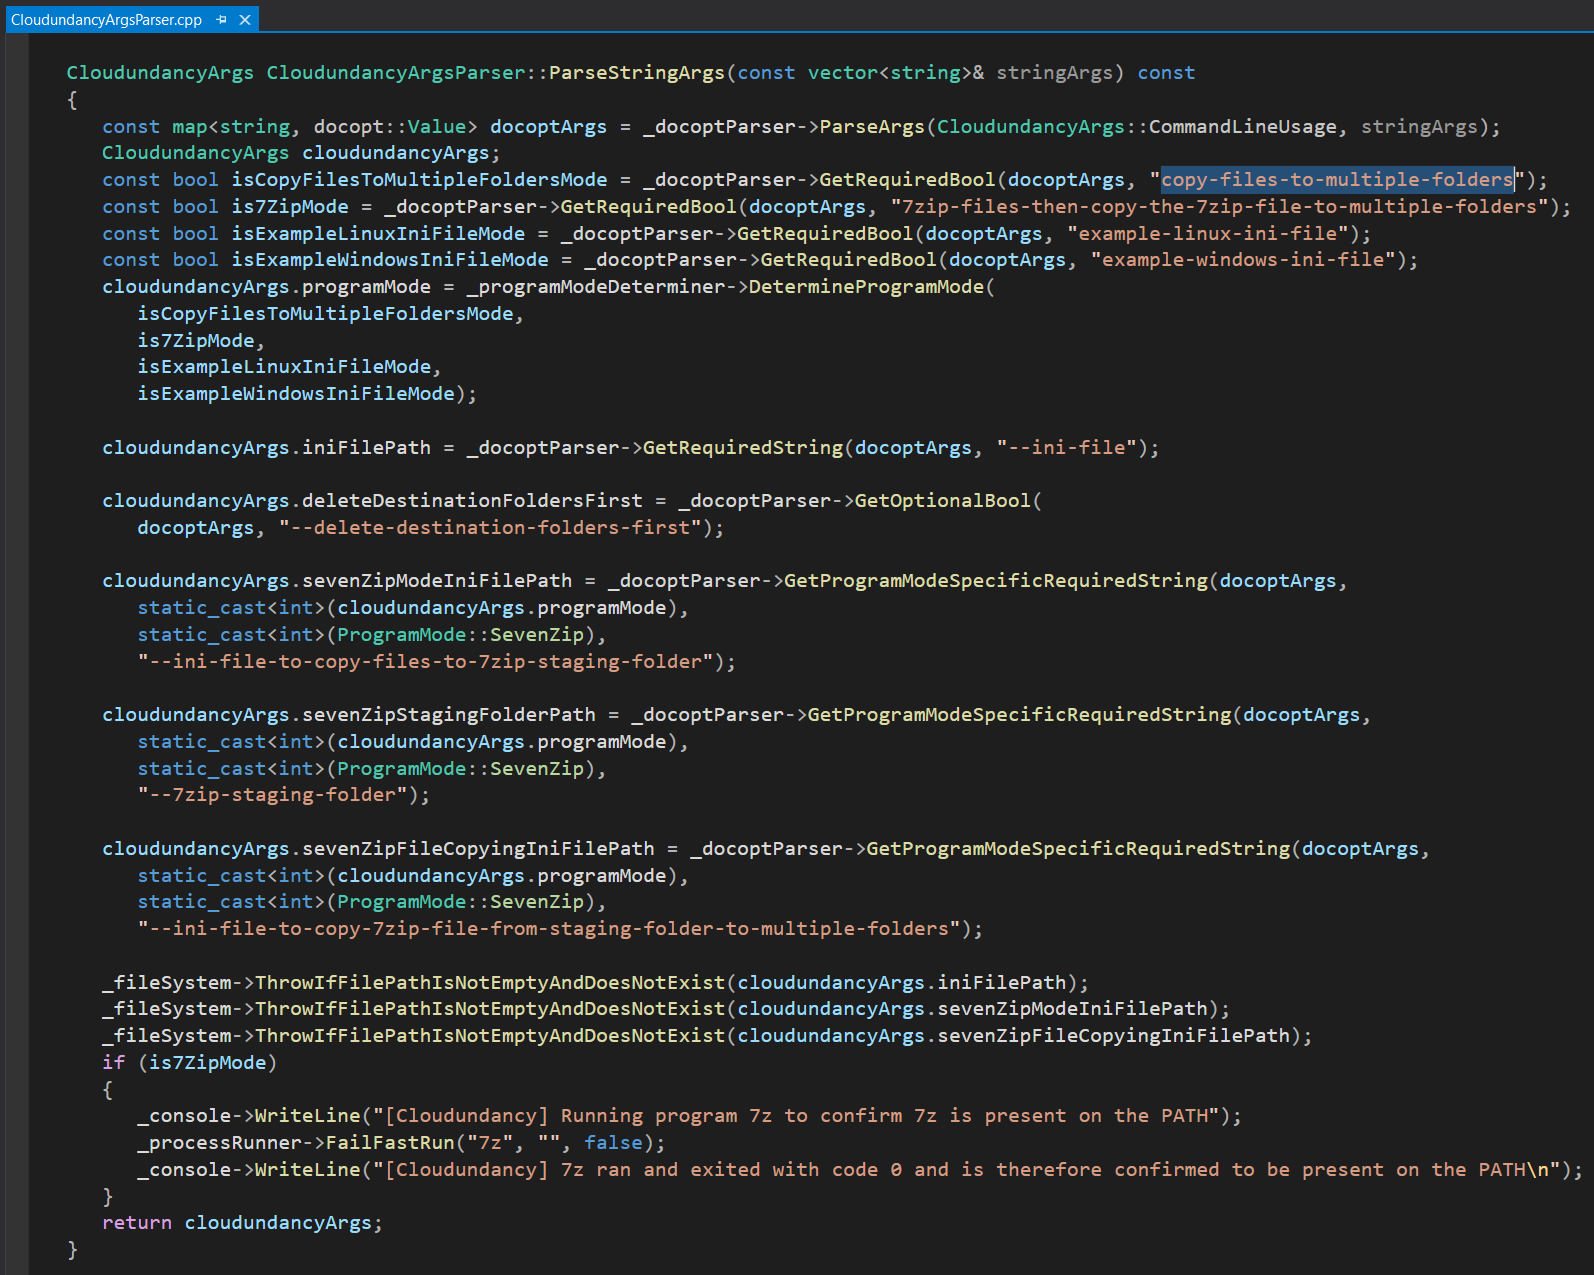 CloudundancyArgsParser.cpp
CloudundancyArgs CloudundancyArgsParser::ParseStringArgs(const vector<string>& stringArgs) const
{
   const map<string, docopt::Value> docoptArgs = _docoptParser->ParseArgs(CloudundancyArgs::CommandLineUsage, stringArgs);
   CloudundancyArgs cloudundancyArgs;
   const bool isCopyFilesToMultipleFoldersMode = _docoptParser->GetRequiredBool(docoptArgs, "copy-files-to-multiple-folders");
   const bool is7ZipMode = _docoptParser->GetRequiredBool(docoptArgs, "7zip-files-then-copy-the-7zip-file-to-multiple-folders");
   const bool isExampleLinuxIniFileMode = _docoptParser->GetRequiredBool(docoptArgs, "example-linux-ini-file");
   const bool isExampleWindowsIniFileMode = _docoptParser->GetRequiredBool(docoptArgs, "example-windows-ini-file");
   cloudundancyArgs.programMode = _programModeDeterminer->DetermineProgramMode(
      isCopyFilesToMultipleFoldersMode,
      is7ZipMode,
      isExampleLinuxIniFileMode,
      isExampleWindowsIniFileMode);

   cloudundancyArgs.iniFilePath = _docoptParser->GetRequiredString(docoptArgs, "--ini-file");

   cloudundancyArgs.deleteDestinationFoldersFirst = _docoptParser->GetOptionalBool(
      docoptArgs, "--delete-destination-folders-first");

   cloudundancyArgs.sevenZipModeIniFilePath = _docoptParser->GetProgramModeSpecificRequiredString(docoptArgs,
      static_cast<int>(cloudundancyArgs.programMode),
      static_cast<int>(ProgramMode::SevenZip),
      "--ini-file-to-copy-files-to-7zip-staging-folder");

   cloudundancyArgs.sevenZipStagingFolderPath = _docoptParser->GetProgramModeSpecificRequiredString(docoptArgs,
      static_cast<int>(cloudundancyArgs.programMode),
      static_cast<int>(ProgramMode::SevenZip),
      "--7zip-staging-folder");

   cloudundancyArgs.sevenZipFileCopyingIniFilePath = _docoptParser->GetProgramModeSpecificRequiredString(docoptArgs,
      static_cast<int>(cloudundancyArgs.programMode),
      static_cast<int>(ProgramMode::SevenZip),
      "--ini-file-to-copy-7zip-file-from-staging-folder-to-multiple-folders");

   _fileSystem->ThrowIfFilePathIsNotEmptyAndDoesNotExist(cloudundancyArgs.iniFilePath);
   _fileSystem->ThrowIfFilePathIsNotEmptyAndDoesNotExist(cloudundancyArgs.sevenZipModeIniFilePath);
   _fileSystem->ThrowIfFilePathIsNotEmptyAndDoesNotExist(cloudundancyArgs.sevenZipFileCopyingIniFilePath);
   if (is7ZipMode)
   {
      _console->WriteLine("[Cloudundancy] Running program 7z to confirm 7z is present on the PATH");
      _processRunner->FailFastRun("7z", "", false);
      _console->WriteLine("[Cloudundancy] 7z ran and exited with code 0 and is therefore confirmed to be present on the PATH\n");
   }
   return cloudundancyArgs;
}